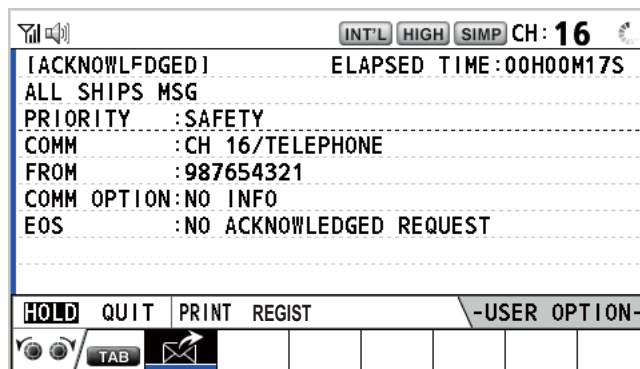 INT'L HIGH SIMP CH: 16
[ACKNOWLEDGED] ELAPSED TIME:00H00M17S
ALL SHIPS MSG
PRIORITY :SAFETY
COMM :CH 16/TELEPHONE
FROM :987654321
COMM OPTION:NO INFO
EOS :NO ACKNOWLEDGED REQUEST
HOLD QUIT PRINT REGIST -USER OPTION-
TAB